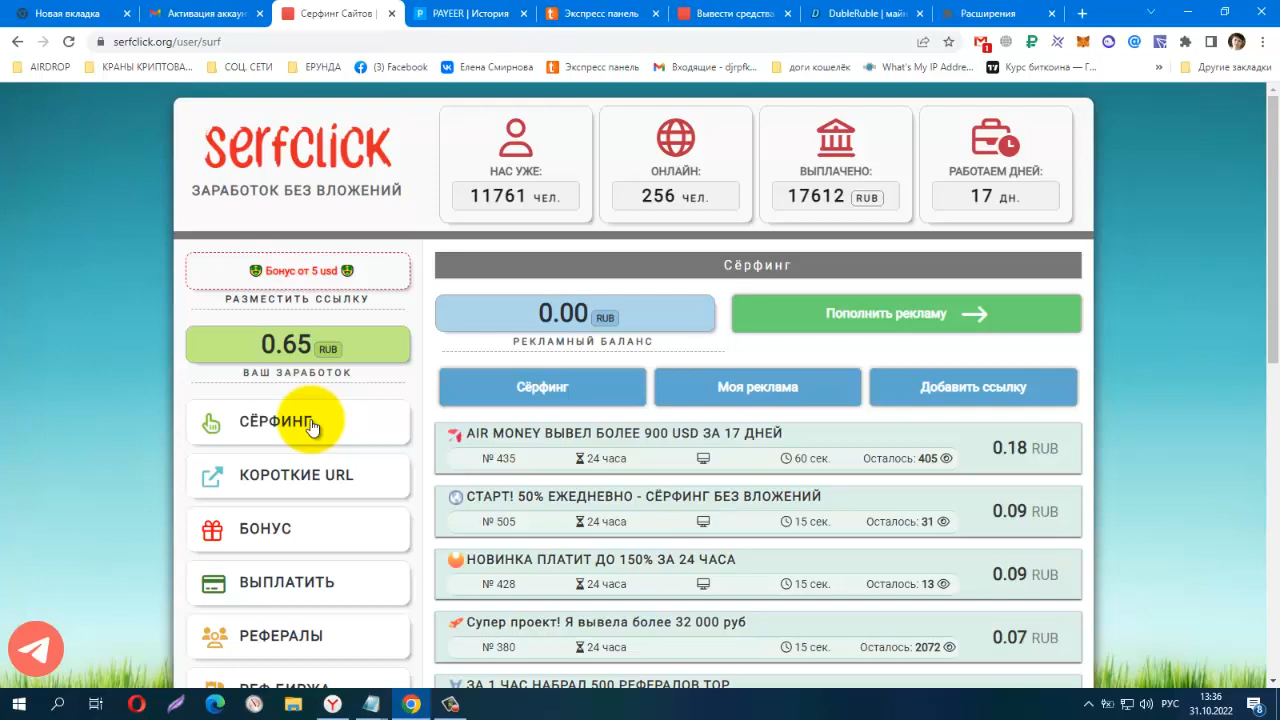 Новая вкладка
Активация аккаун
Серфинг Сайтов |
PAYEER | История
Экспресс панель
Вывести средства
DubleRuble | май
Расширения
serfclick.org/user/surf
AIRDROP
КРАНЫ КРИПТОВА...
СОЦ. СЕТИ
ЕРУНДА
(3) Facebook
Елена Смирнова
Экспресс панель
Входящие - djrpfk...
доги кошелёк
What's My IP Addre...
Курс биткоина — Г...
»
Другие закладки
serfclick
ЗАРАБОТОК БЕЗ ВЛОЖЕНИЙ
НАС УЖЕ:
11761 ЧЕЛ.
ОНЛАЙН:
256 ЧЕЛ.
ВЫПЛАЧЕНО:
17612 RUB
РАБОТАЕМ ДНЕЙ:
17 ДН.
Бонус от 5 usd
РАЗМЕСТИТЬ ССЫЛКУ
0.65 RUB
ВАШ ЗАРАБОТОК
СЁРФИНГ
КОРОТКИЕ URL
БОНУС
ВЫПЛАТИТЬ
РЕФЕРАЛЫ
РЕФ.БИРЖА
Сёрфинг
0.00 RUB
РЕКЛАМНЫЙ БАЛАНС
Пополнить рекламу
Сёрфинг
Моя реклама
Добавить ссылку
AIR MONEY ВЫВЕЛ БОЛЕЕ 900 USD ЗА 17 ДНЕЙ
№ 435 24 часа 60 сек. Осталось: 405
0.18 RUB
СТАРТ! 50% ЕЖЕДНЕВНО - СЁРФИНГ БЕЗ ВЛОЖЕНИЙ
№ 505 24 часа 15 сек. Осталось: 31
0.09 RUB
НОВИНКА ПЛАТИТ ДО 150% ЗА 24 ЧАСА
№ 428 24 часа 15 сек. Осталось: 13
0.09 RUB
Супер проект! Я вывела более 32 000 руб
№ 380 24 часа 15 сек. Осталось: 2072
0.07 RUB
ЗА 1 ЧАС НАБРАЛ 500 РЕФЕРАЛОВ TOP
РУС
13:36
31.10.2022
8